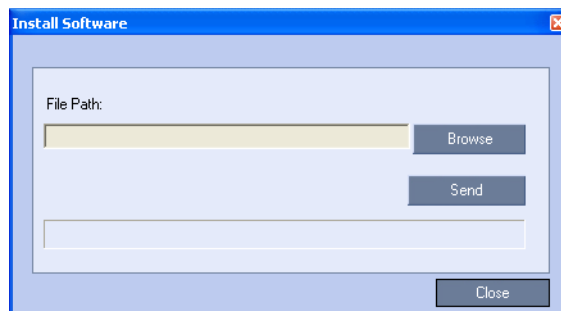 Install Software
File Path:
Browse
Send
Close